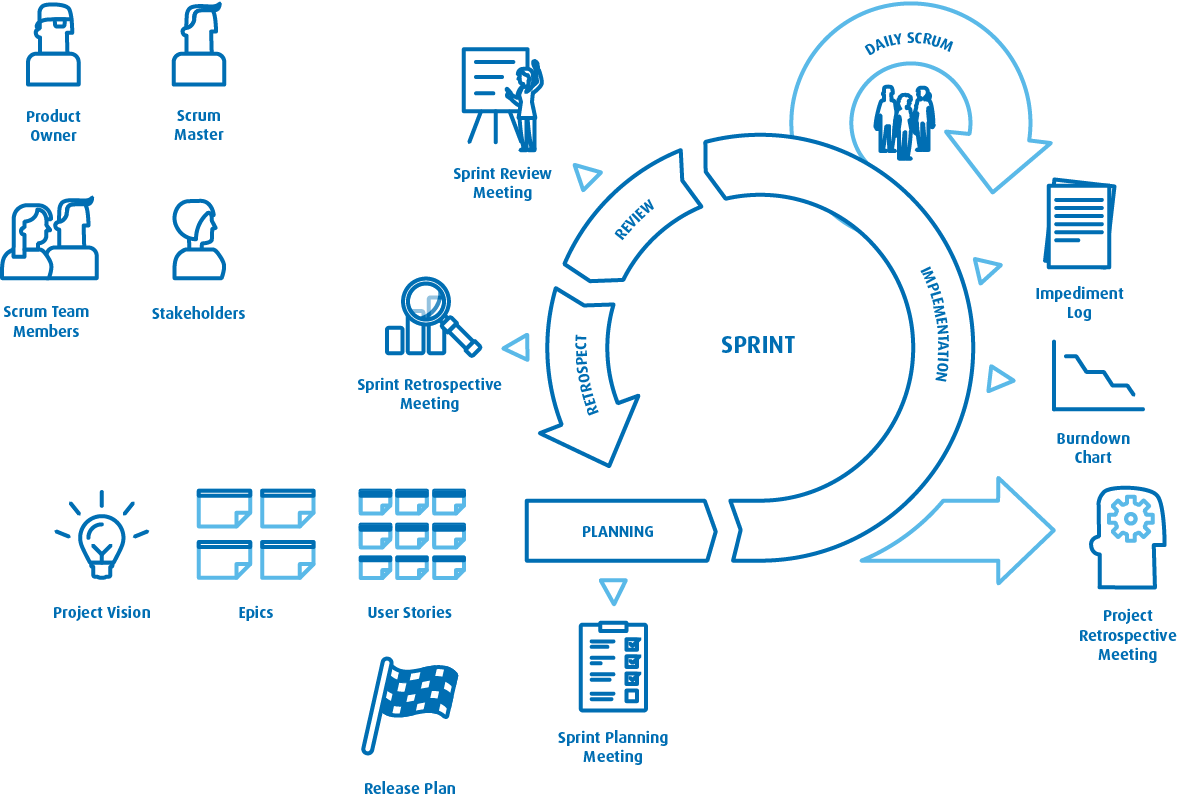 Product
Owner
Scrum
Master
Scrum Team
Members
Stakeholders
Sprint Review
Meeting
DAILY SCRUM
REVIEW
IMPLEMENTATION
Impediment
Log
SPRINT
RETROSPECT
Sprint Retrospective
Meeting
Burndown
Chart
PLANNING
Project Vision
Epics
User Stories
Project
Retrospective
Meeting
Sprint Planning
Meeting
Release Plan